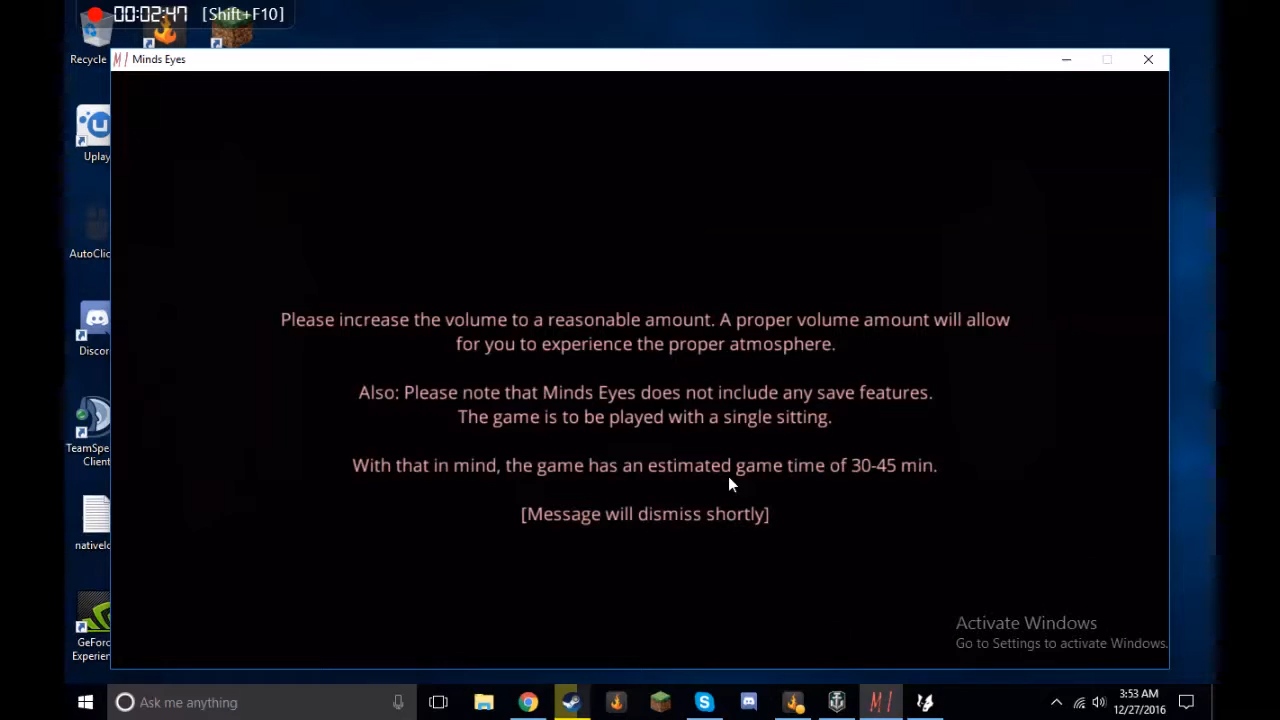 00:02:47 [Shift+F10]
Recycle
MI Minds Eyes
Uplay
AutoClic
Discor
TeamSpe
Client
nativelo
GeForc
Experien
Please increase the volume to a reasonable amount. A proper volume amount will allow
for you to experience the proper atmosphere.
Also: Please note that Minds Eyes does not include any save features.
The game is to be played with a single sitting.
With that in mind, the game has an estimated game time of 30-45 min.
[Message will dismiss shortly]
Activate Windows
Go to Settings to activate Windows.
Ask me anything
MI
3:53 AM
12/27/2016